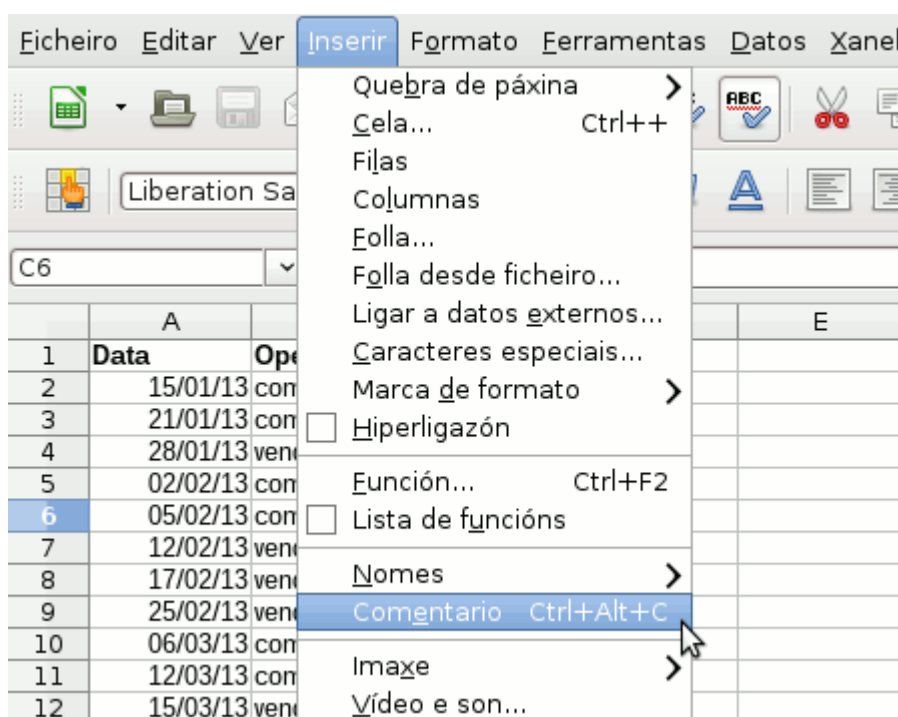 Ficheiro Editar Ver Inserir Formato Ferramentas Datos
Quebra de páxina
ABC
Cela... Ctrl++
Filas
Liberation
Columnas
Folla...
C6
Folla desde ficheiro...
Ligar a datos externos...
A E
Caracteres especiais...
1 Data
Marca de formato
2 15/01/13
3 21/01/13
Hiperligazón
4 28/01/13
Función... Ctrl+F2
5 02/02/13
6 05/02/13
Lista de funcións
7 12/02/13
Nomes
8 17/02/13
Comentario Ctrl+Alt+C
9 25/02/13
10 06/03/13
Imaxe
11 12/03/13
Vídeo e son...
12 15/03/13